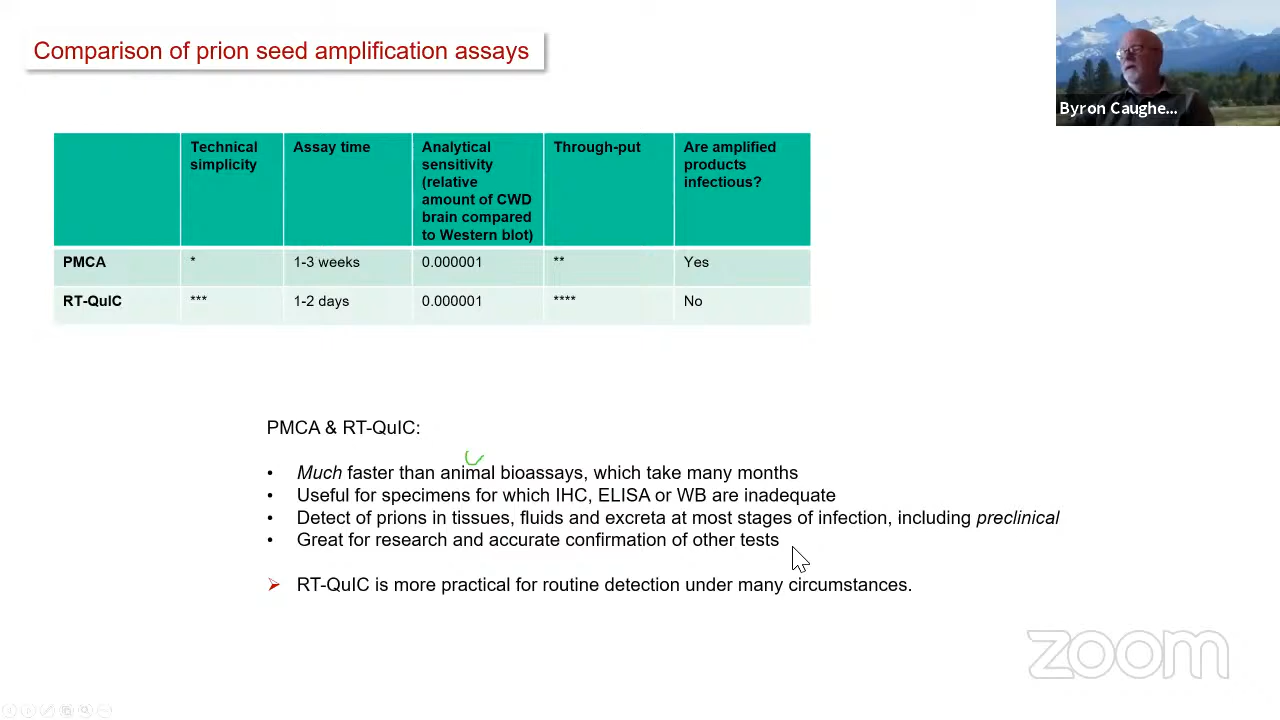 Comparison of prion seed amplification assays
Byron Caughe...
Technical simplicity
Assay time
Analytical sensitivity (relative amount of CWD brain compared to Western blot)
Through-put
Are amplified products infectious?
PMCA
*
1-3 weeks
0.000001
**
Yes
RT-QuIC
***
1-2 days
0.000001
****
No
PMCA & RT-QuIC:
• Much faster than animal bioassays, which take many months
• Useful for specimens for which IHC, ELISA or WB are inadequate
• Detect of prions in tissues, fluids and excreta at most stages of infection, including preclinical
• Great for research and accurate confirmation of other tests
➢ RT-QuIC is more practical for routine detection under many circumstances.
zoom